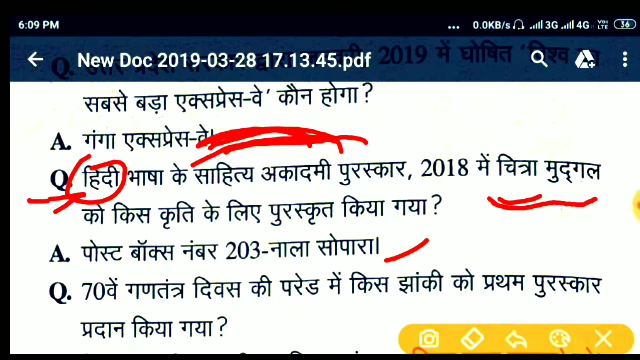 6:09 PM
... 0.0KB/s 3G 4G VoLTE 36
New Doc 2019-03-28 17.13.45.pdf
2019 में घोषित
सबसे बड़ा एक्सप्रेस-वे' कौन होगा?
A. गंगा एक्सप्रेस-वे।
Q. हिंदी भाषा के साहित्य अकादमी पुरस्कार, 2018 में चित्रा मुद्गल
को किस कृति के लिए पुरस्कृत किया गया?
A. पोस्ट बॉक्स नंबर 203-नाला सोपारा।
Q. 70वें गणतंत्र दिवस की परेड में किस झांकी को प्रथम पुरस्कार
प्रदान किया गया?